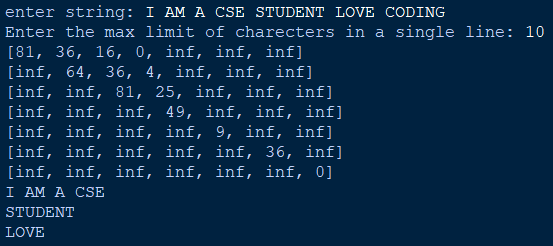 enter string: I AM A CSE STUDENT LOVE CODING
Enter the max limit of charecters in a single line: 10
[81, 36, 16, 0, inf, inf, inf]
[inf, 64, 36, 4, inf, inf, inf]
[inf, inf, 81, 25, inf, inf, inf]
[inf, inf, inf, 49, inf, inf, inf]
[inf, inf, inf, inf, 9, inf, inf]
[inf, inf, inf, inf, inf, 36, inf]
[inf, inf, inf, inf, inf, inf, 0]
I AM A CSE
STUDENT
LOVE